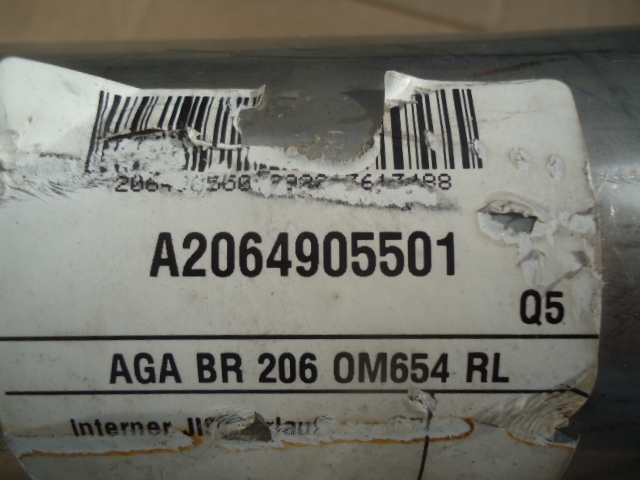 A2064905501
Q5
AGA BR 206 OM654 RL
Interner